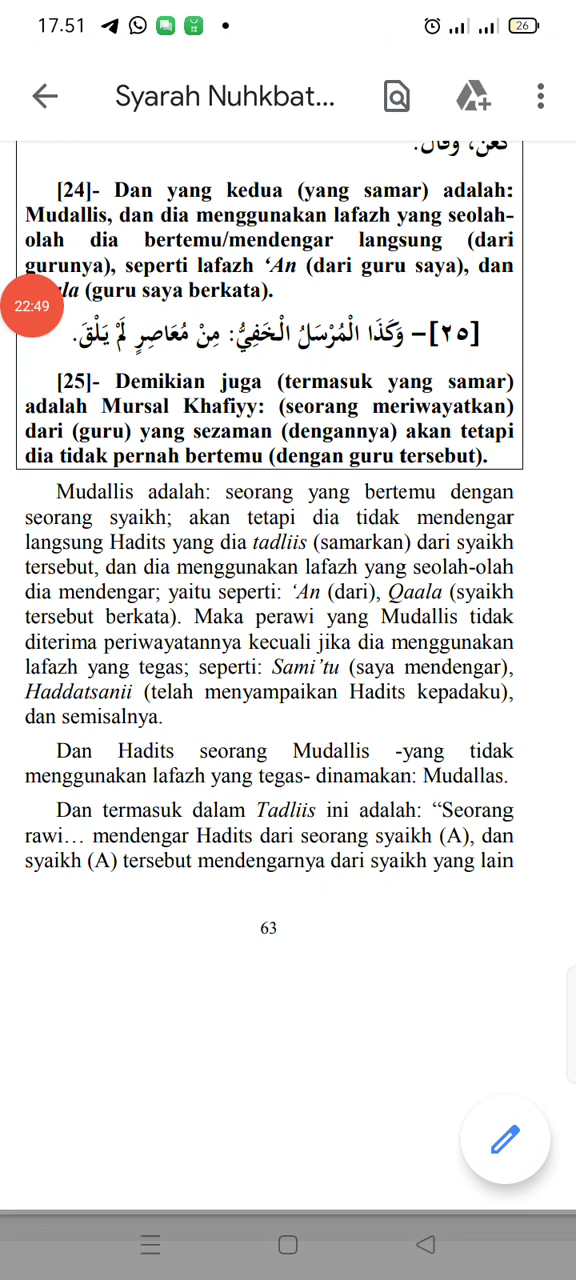 17.51
26
Syarah Nuhkbat...
كَعَنْ، وَقَالَ.
[24]- Dan yang kedua (yang samar) adalah:
Mudallis, dan dia menggunakan lafazh yang seolah-
olah dia bertemu/mendengar langsung (dari
gurunya), seperti lafazh ‘An (dari guru saya), dan
la (guru saya berkata).
22:49
[٢٥]- وَكَذَا الْمُرْسَلُ الْخَفِيُّ: مِنْ مُعَاصِرٍ لَمْ يَلْقَ.
[25]- Demikian juga (termasuk yang samar)
adalah Mursal Khafiyy: (seorang meriwayatkan)
dari (guru) yang sezaman (dengannya) akan tetapi
dia tidak pernah bertemu (dengan guru tersebut).
Mudallis adalah: seorang yang bertemu dengan
seorang syaikh; akan tetapi dia tidak mendengar
langsung Hadits yang dia tadliis (samarkan) dari syaikh
tersebut, dan dia menggunakan lafazh yang seolah-olah
dia mendengar; yaitu seperti: ‘An (dari), Qaala (syaikh
tersebut berkata). Maka perawi yang Mudallis tidak
diterima periwayatannya kecuali jika dia menggunakan
lafazh yang tegas; seperti: Sami’tu (saya mendengar),
Haddatsanii (telah menyampaikan Hadits kepadaku),
dan semisalnya.
Dan Hadits seorang Mudallis -yang tidak
menggunakan lafazh yang tegas- dinamakan: Mudallas.
Dan termasuk dalam Tadliis ini adalah: “Seorang
rawi… mendengar Hadits dari seorang syaikh (A), dan
syaikh (A) tersebut mendengarnya dari syaikh yang lain
63